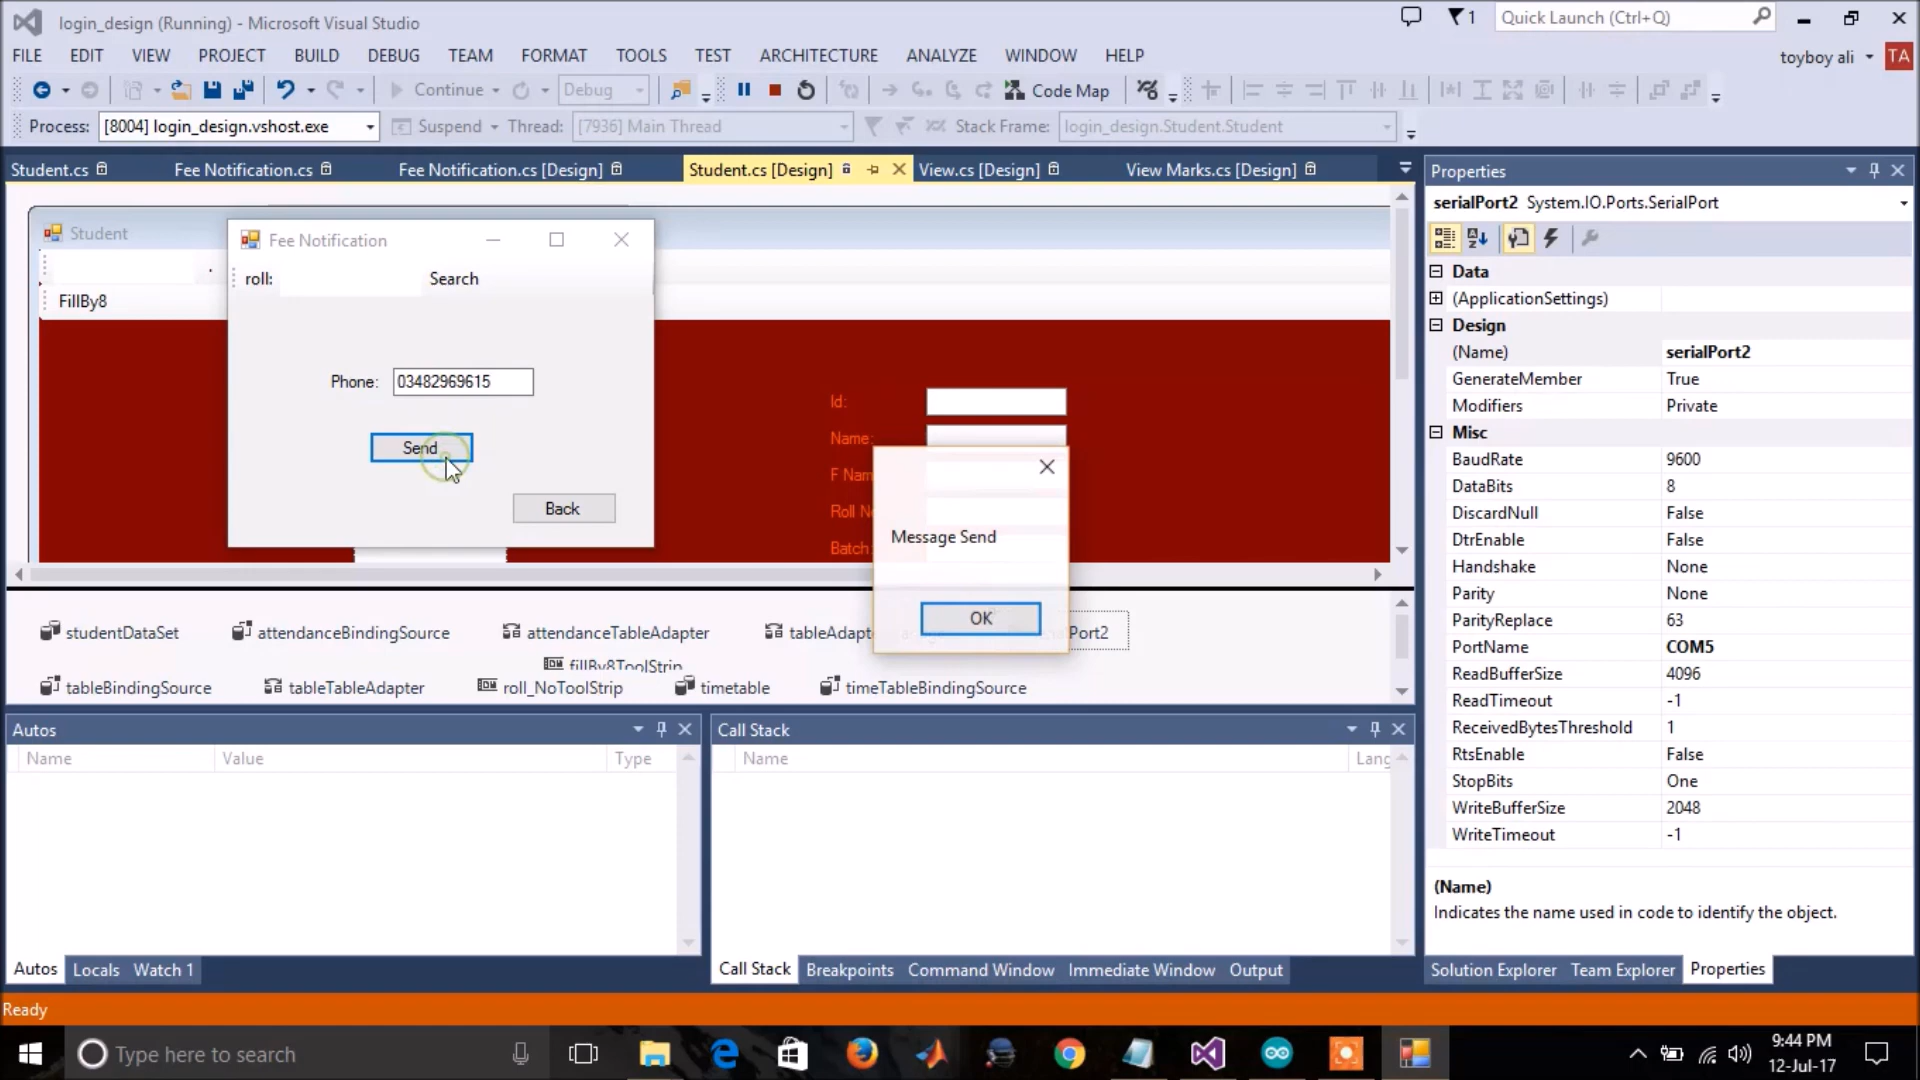 login_design (Running) - Microsoft Visual Studio
1
Quick Launch (Ctrl+Q)
FILE EDIT VIEW PROJECT BUILD DEBUG TEAM FORMAT TOOLS TEST ARCHITECTURE ANALYZE WINDOW HELP
toyboy ali
TA
Continue
Debug
Code Map
Process: [8004] login_design.vshost.exe
Suspend
Thread: [7936] Main Thread
Stack Frame: login_design.Student.Student
Student.cs
Fee Notification.cs
Fee Notification.cs [Design]
Student.cs [Design]
View.cs [Design]
View Marks.cs [Design]
Student
FillBy8
Fee Notification
roll:
Search
Phone: 03482969615
Send
Back
Id:
Name:
F Nam
Roll N
Batch:
Message Send
OK
studentDataSet
attendanceBindingSource
attendanceTableAdapter
tableAdapt
Port2
fillBy8ToolStrip
tableBindingSource
tableTableAdapter
roll_NoToolStrip
timetable
timeTableBindingSource
Autos
Name Value Type
Call Stack
Name Lang
Autos Locals Watch 1
Call Stack Breakpoints Command Window Immediate Window Output
Properties
serialPort2 System.IO.Ports.SerialPort
Data
(ApplicationSettings)
Design
(Name) serialPort2
GenerateMember True
Modifiers Private
Misc
BaudRate 9600
DataBits 8
DiscardNull False
DtrEnable False
Handshake None
Parity None
ParityReplace 63
PortName COM5
ReadBufferSize 4096
ReadTimeout -1
ReceivedBytesThreshold 1
RtsEnable False
StopBits One
WriteBufferSize 2048
WriteTimeout -1
(Name)
Indicates the name used in code to identify the object.
Solution Explorer Team Explorer Properties
Ready
Type here to search
9:44 PM
12-Jul-17